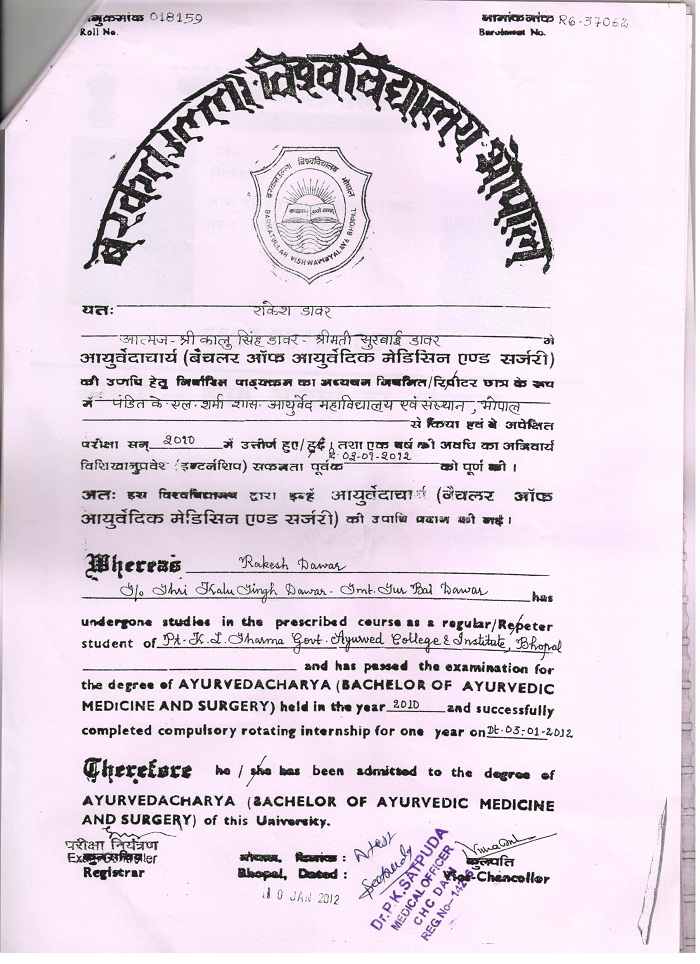 अनुक्रमांक 018159
Roll No.
नामांकनांक R6-37062
Enrolment No.
बरकतउल्ला विश्वविद्यालय भोपाल
बरकतउल्ला विश्वविद्यालय भोपाल
BARKATULLAH VISHWAVIDYALAYA BHOPAL
यतः राकेश डावर
आत्मज - श्री कालु सिंह डावर - श्रीमती सुरबाई डावर ने
आयुर्वेदाचार्य (बैचलर ऑफ आयुर्वेदिक मेडिसिन एण्ड सर्जरी)
की उपाधि हेतु निर्धारित पाठ्यक्रम का अध्ययन नियमित/रिपीटर छात्र के रूप
में पंडित के. एल. शर्मा शास. आयुर्वेद महाविद्यालय एवं संस्थान, भोपाल
से किया एवं वे अपेक्षित
परीक्षा सन् 2010 में उत्तीर्ण हुए/हुई, तथा एक वर्ष की अवधि का अनिवार्य
विशिखानुप्रवेश (इन्टर्नशिप) सफलता पूर्वक दि. 03-01-2012 को पूर्ण की।
अतः इस विश्वविद्यालय द्वारा इन्हें आयुर्वेदाचार्य (बैचलर ऑफ
आयुर्वेदिक मेडिसिन एण्ड सर्जरी) की उपाधि प्रदान की गई।
Whereas Rakesh Dawar
S/o Shri Kalu Singh Dawar - Smt. Sur Bai Dawar has
undergone studies in the prescribed course as a regular/Repeter
student of Pt. K. L. Sharma Govt. Ayurved College & Institute, Bhopal
and has passed the examination for
the degree of AYURVEDACHARYA (BACHELOR OF AYURVEDIC
MEDICINE AND SURGERY) held in the year 2010 and successfully
completed compulsory rotating internship for one year on Dt. 03-01-2012
Therefore he / she has been admitted to the degree of
AYURVEDACHARYA (BACHELOR OF AYURVEDIC MEDICINE
AND SURGERY) of this University.
परीक्षा नियंत्रण
Exam Controller
Registrar
भोपाल, दिनांक :
Bhopal, Dated :
10 JAN 2012
Attest
Dr. P.K. SATPUDA
MEDICAL OFFICER
CHC DAHI
REG. No- 14
कुलपति
Vice-Chancellor